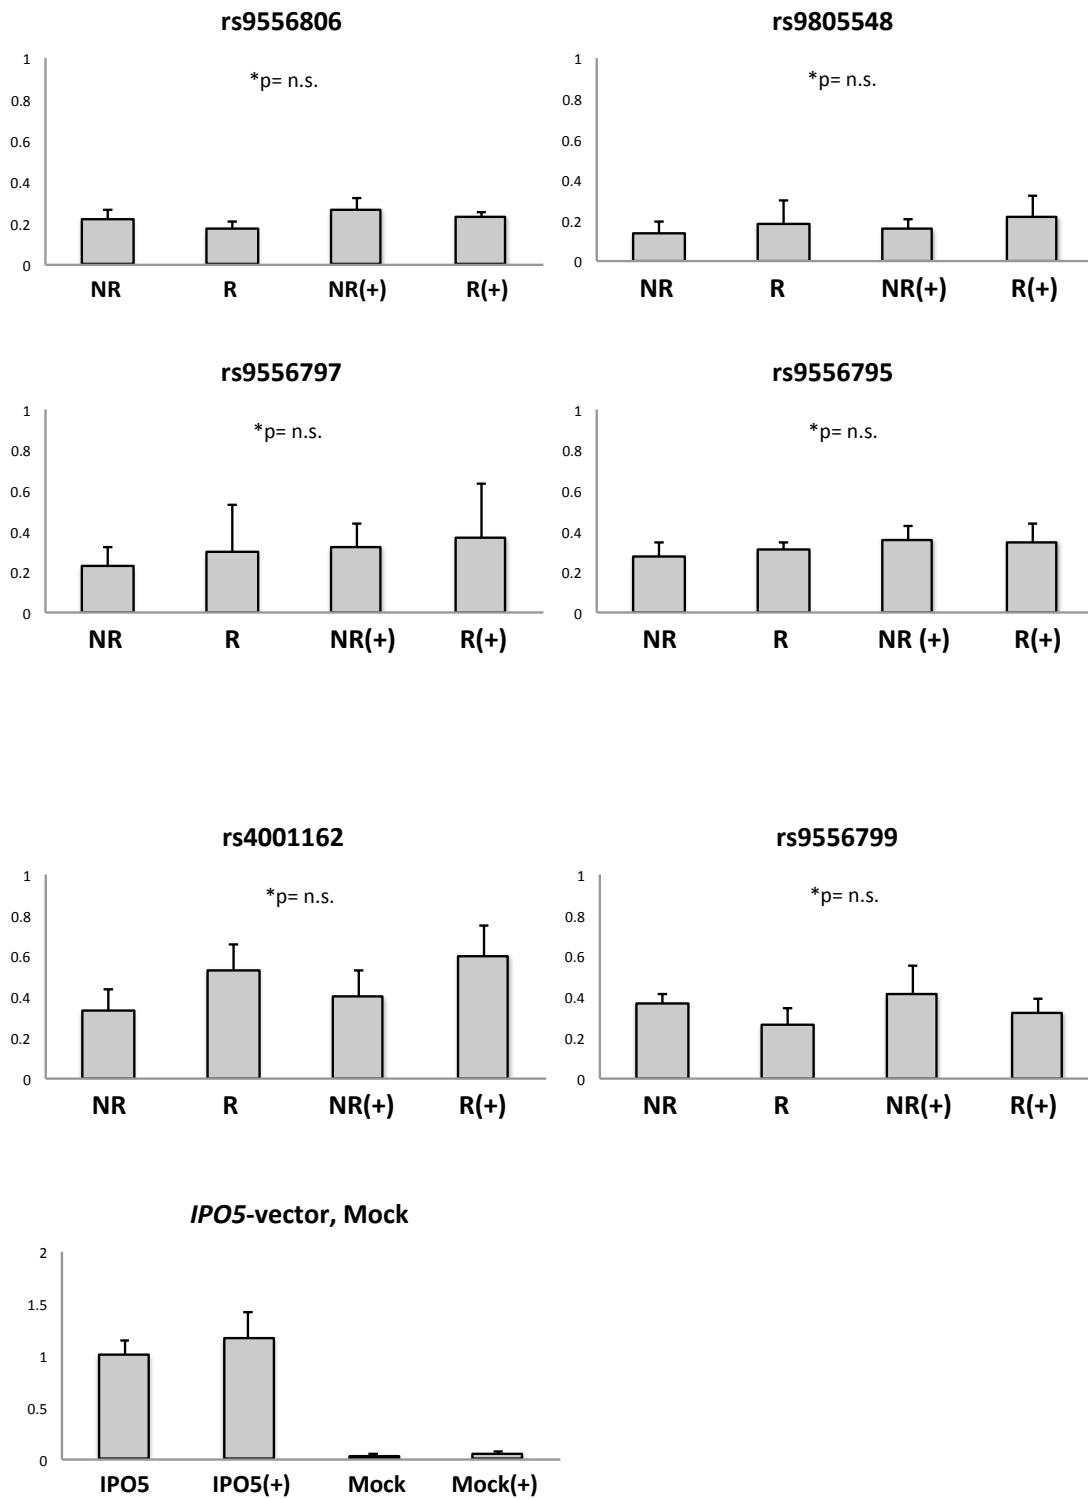 rs9556806
1
0.8
0.6
0.4
0.2
0
*p= n.s.
NR R NR(+) R(+)
rs9805548
1
0.8
0.6
0.4
0.2
0
*p= n.s.
NR R NR(+) R(+)
rs9556797
1
0.8
0.6
0.4
0.2
0
*p= n.s.
NR R NR(+) R(+)
rs9556795
1
0.8
0.6
0.4
0.2
0
*p= n.s.
NR R NR (+) R(+)
rs4001162
1
0.8
0.6
0.4
0.2
0
*p= n.s.
NR R NR(+) R(+)
rs9556799
1
0.8
0.6
0.4
0.2
0
*p= n.s.
NR R NR(+) R(+)
IPO5-vector, Mock
2
1.5
1
0.5
0
IPO5 IPO5(+) Mock Mock(+)